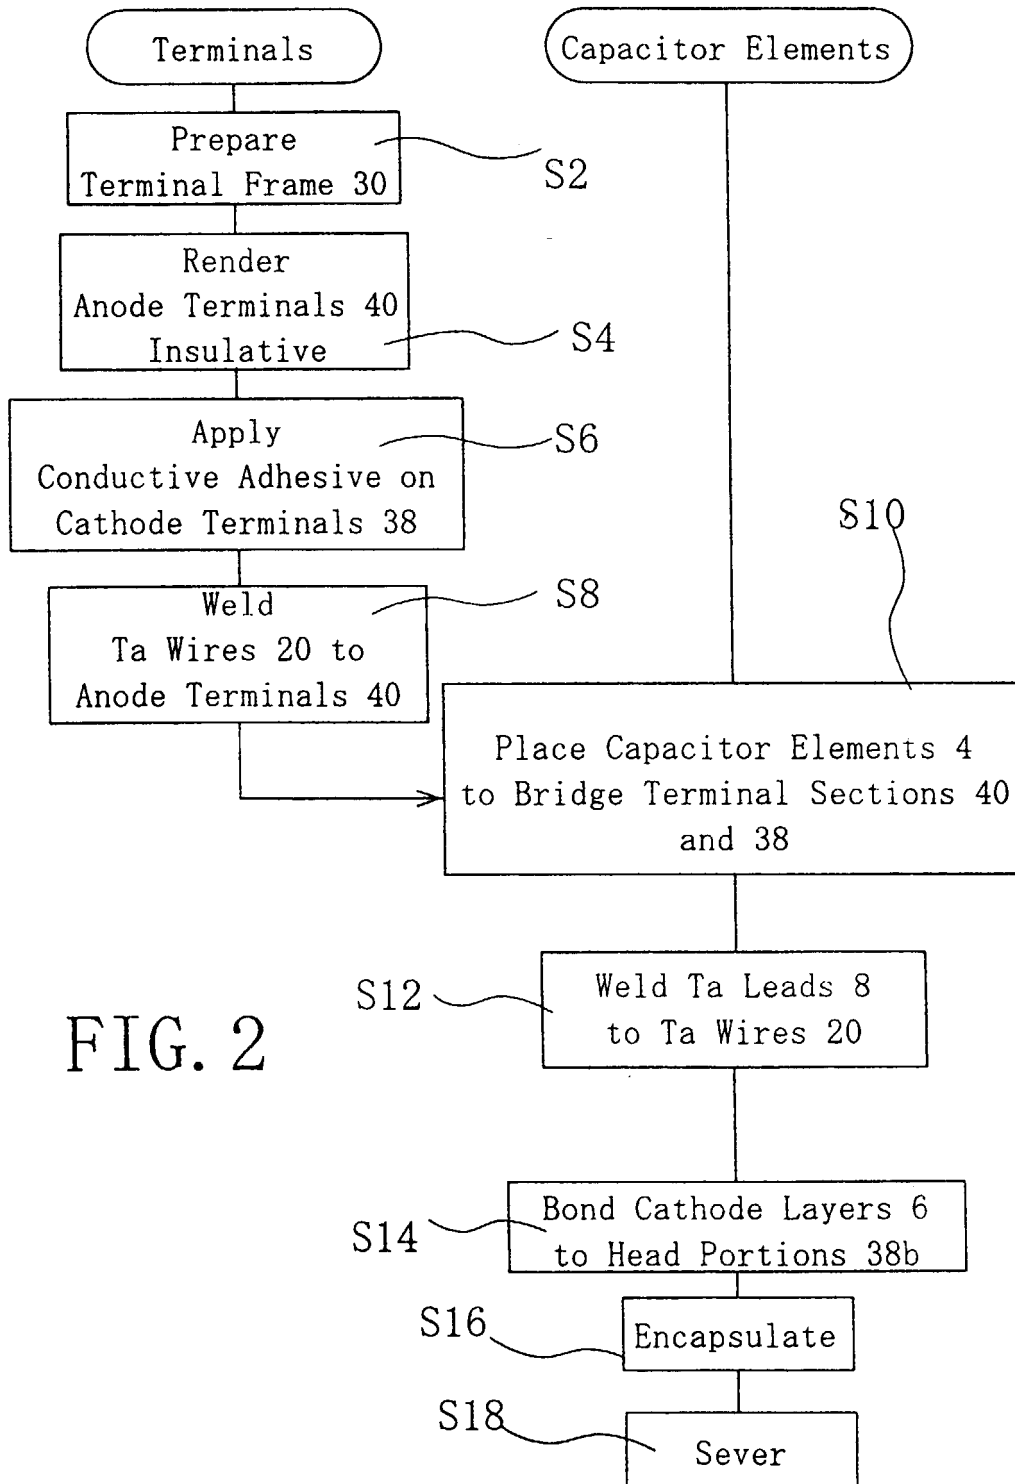 Terminals
Capacitor Elements
Prepare
Terminal Frame 30
S2
Render
Anode Terminals 40
Insulative
S4
Apply
Conductive Adhesive on
Cathode Terminals 38
S6
Weld
Ta Wires 20 to
Anode Terminals 40
S8
S10
Place Capacitor Elements 4
to Bridge Terminal Sections 40
and 38
S12
Weld Ta Leads 8
to Ta Wires 20
FIG. 2
S14
Bond Cathode Layers 6
to Head Portions 38b
S16
Encapsulate
S18
Sever